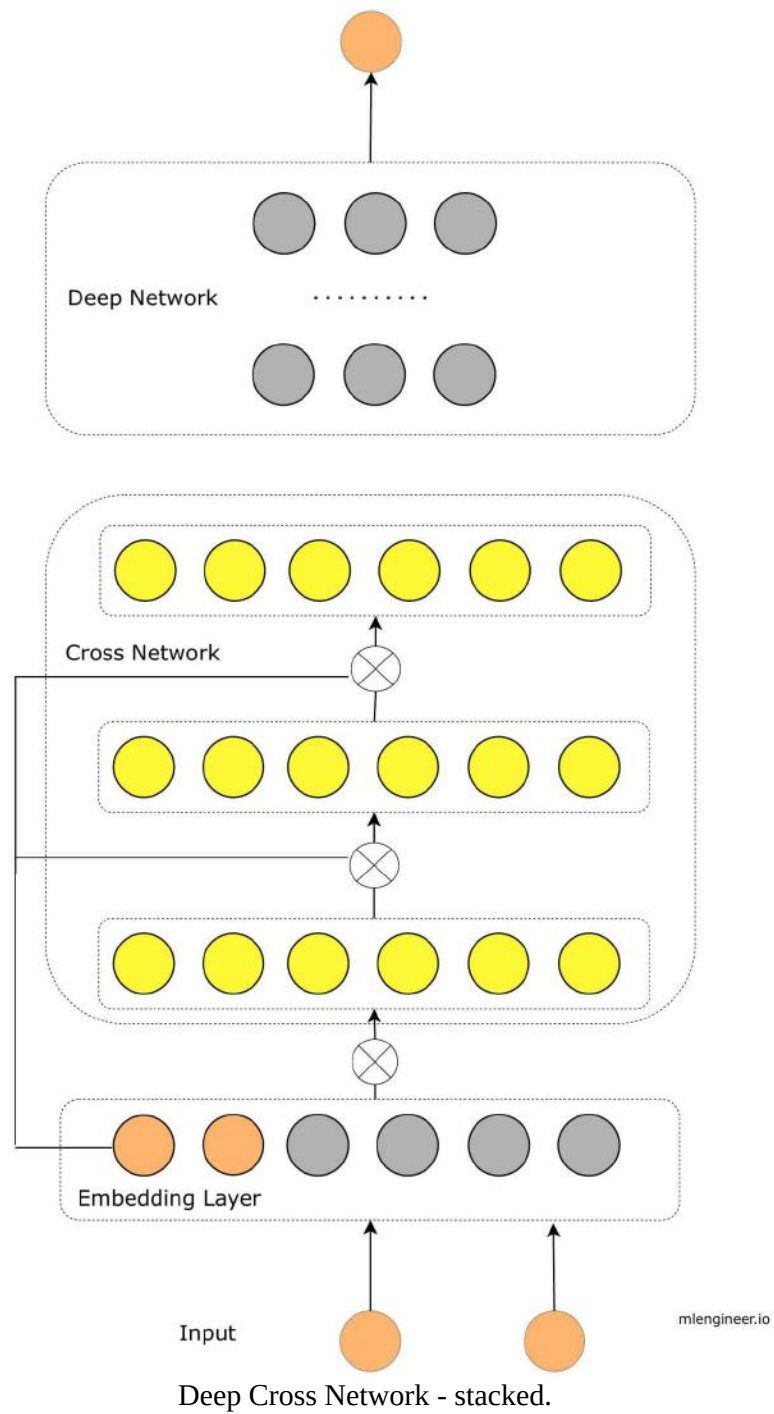 Deep Network
Cross Network
Embedding Layer
Input
mlengineer.io
Deep Cross Network - stacked.